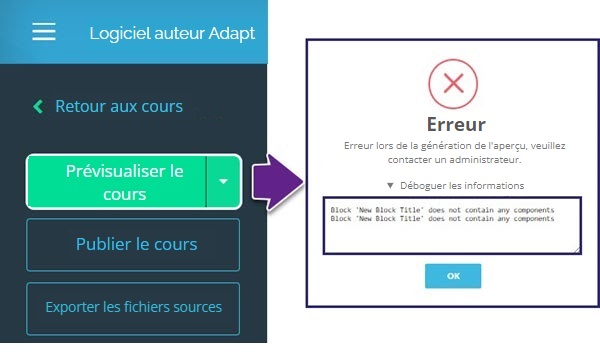 Logiciel auteur Adapt
Retour aux cours
Prévisualiser le
cours
Publier le cours
Exporter les fichiers sources
Erreur
Erreur lors de la génération de l'aperçu, veuillez
contacter un administrateur.
▼ Déboguer les informations
Block 'New Block Title' does not contain any components
Block 'New Block Title' does not contain any components
OK